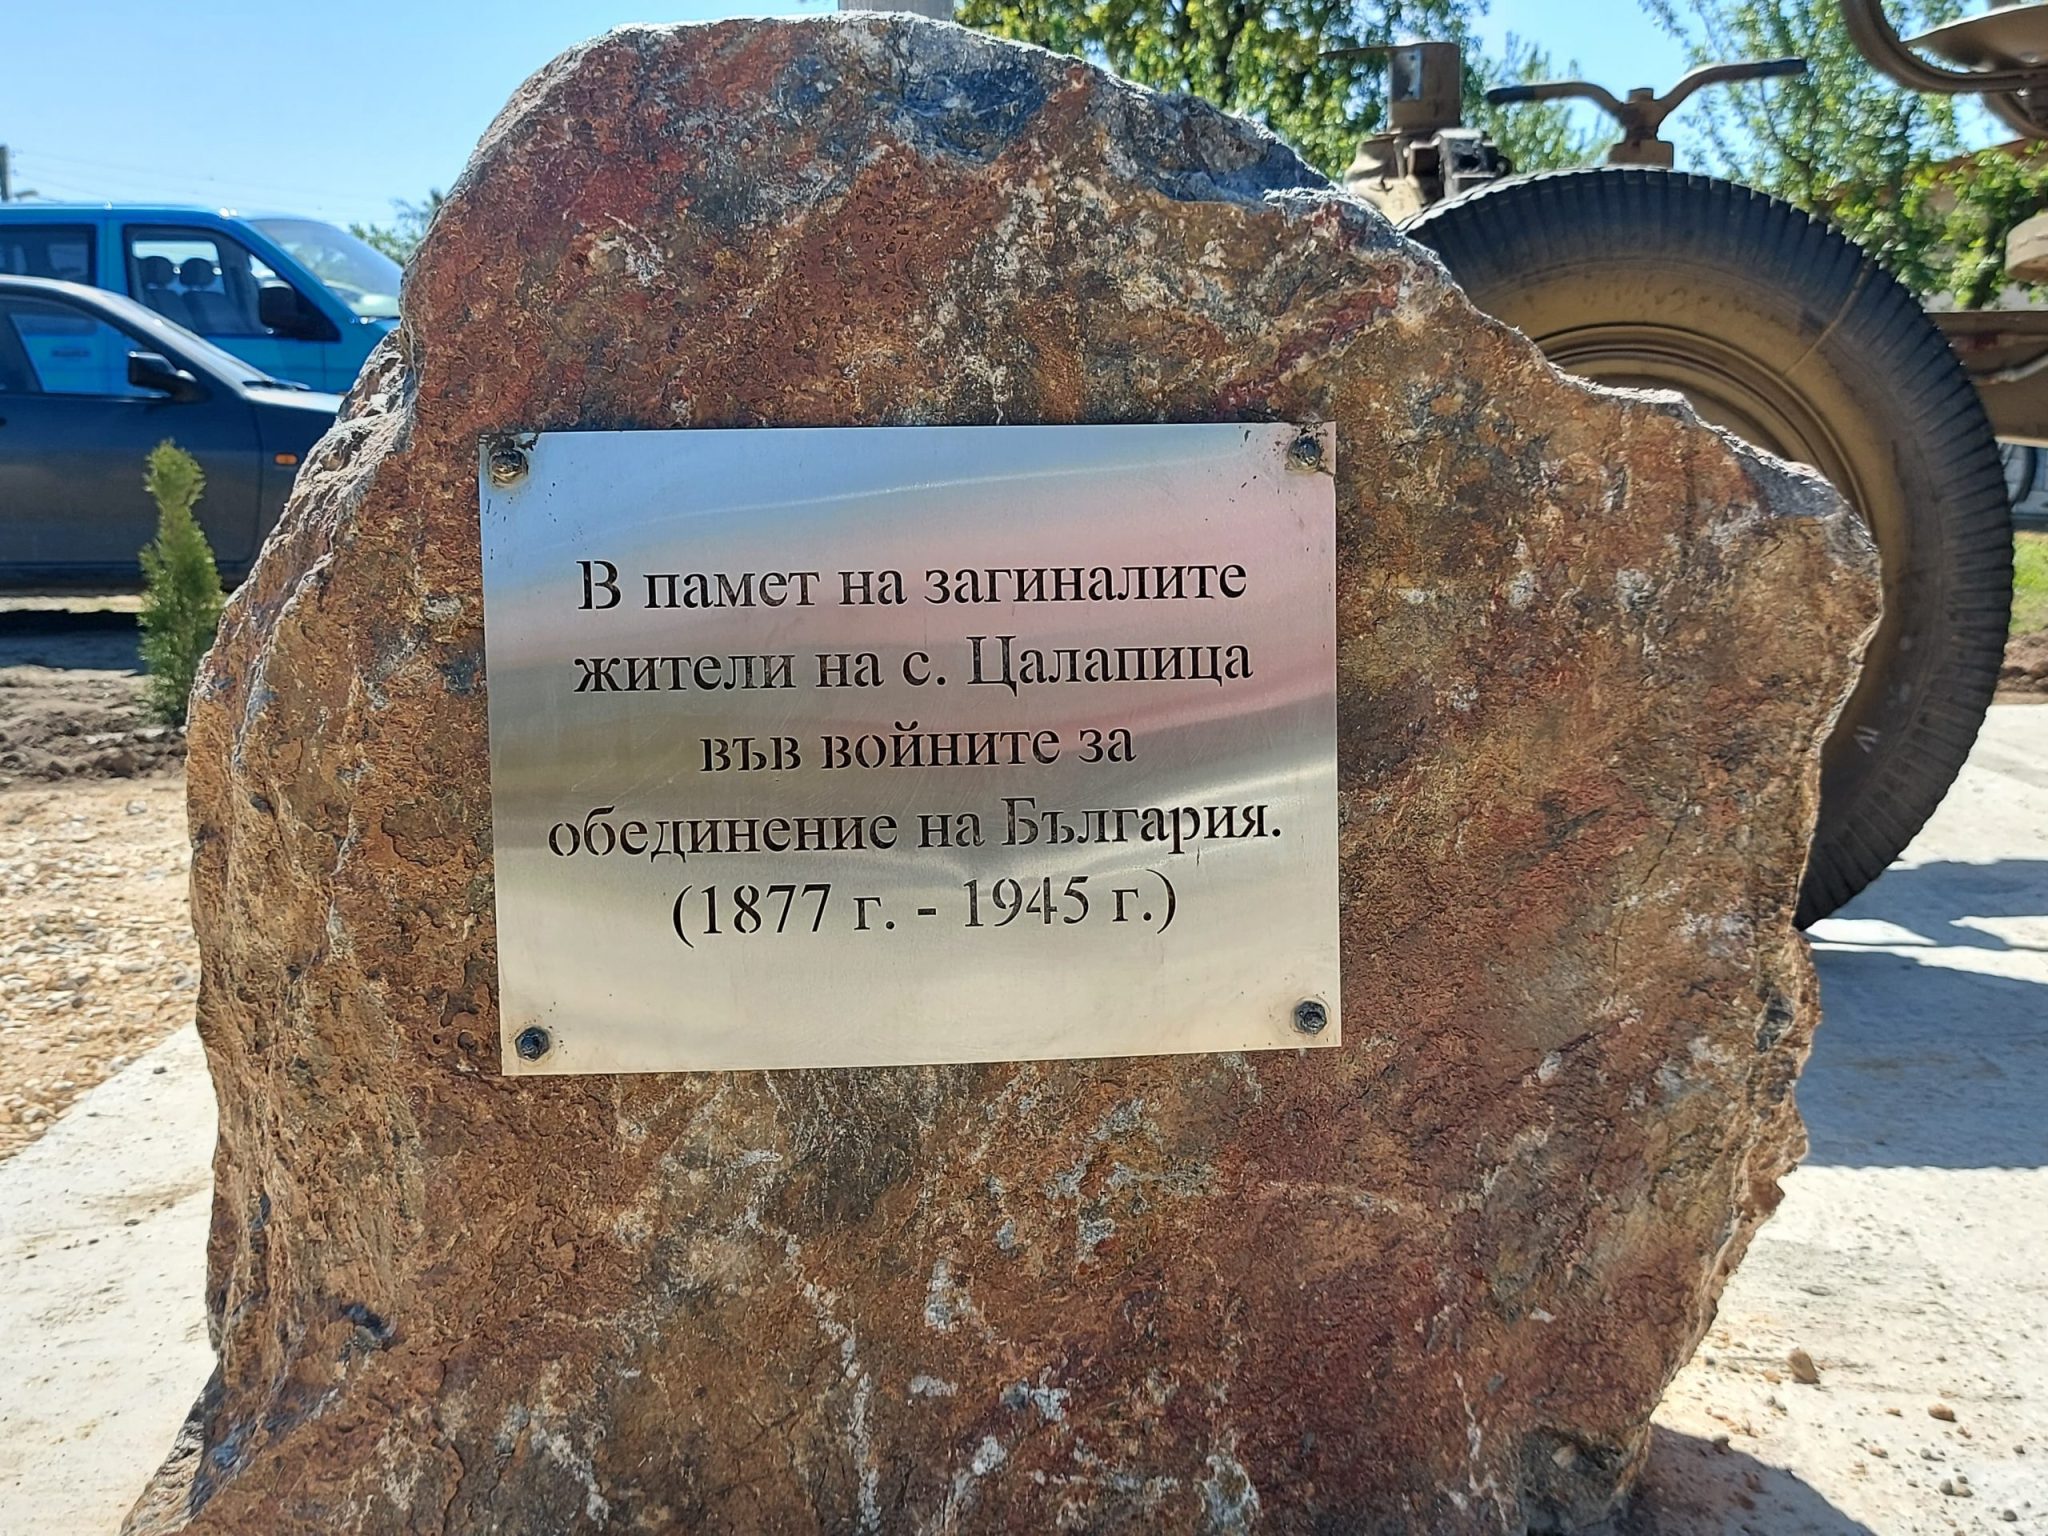 В памет на загиналите
жители на с. Цалапица
във войните за
обединение на България.
(1877 г. - 1945 г.)